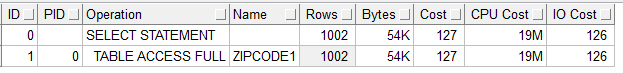 ID PID Operation Name Rows Bytes Cost CPU Cost IO Cost
0 SELECT STATEMENT 1002 54K 127 19M 126
1 0 TABLE ACCESS FULL ZIPCODE1 1002 54K 127 19M 126